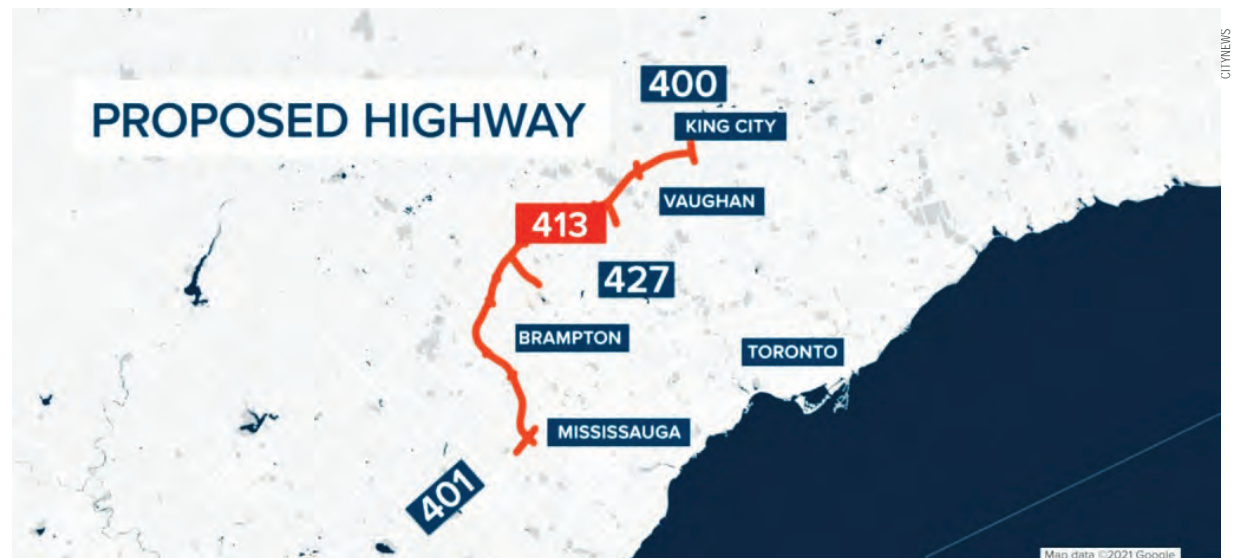 CITYNEWS
PROPOSED HIGHWAY
400
KING CITY
VAUGHAN
413
427
BRAMPTON
TORONTO
MISSISSAUGA
401
Map data ©2021 Google